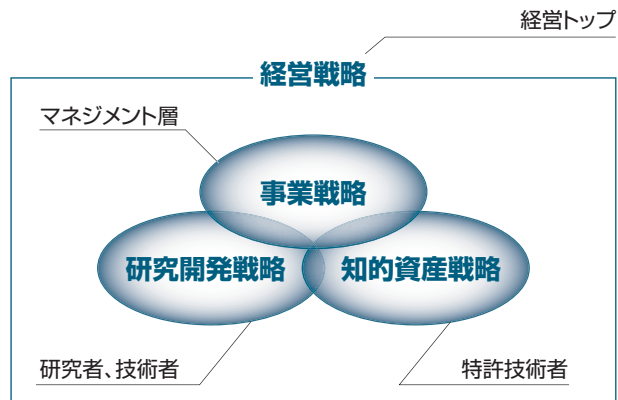 経営トップ
経営戦略
マネジメント層
事業戦略
研究開発戦略
知的資産戦略
研究者、技術者
特許技術者